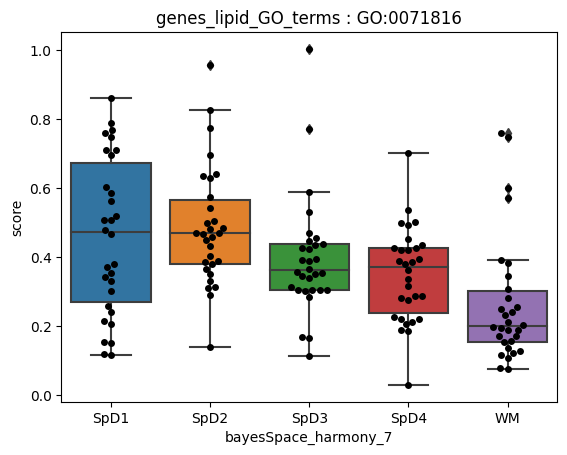 genes_lipid_GO_terms : GO:0071816
1.0
0.8
0.6
0.4
0.2
0.0
score
SpD1 SpD2 SpD3 SpD4 WM
bayesSpace_harmony_7